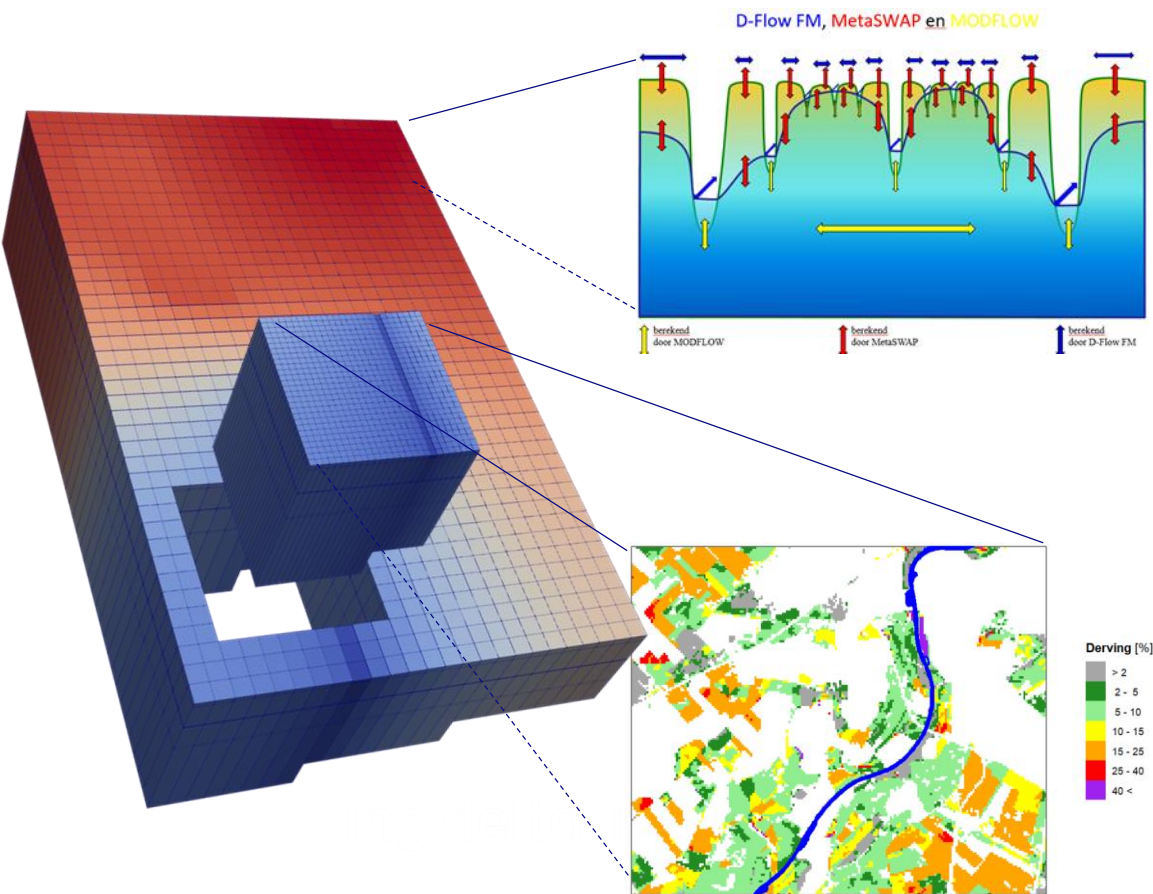 D-Flow FM, MetaSWAP en MODFLOW
berekend
door MODFLOW
berekend
door MetaSWAP
berekend
door D-Flow FM
Derving [%]
> 2
2 - 5
5 - 10
10 - 15
15 - 25
25 - 40
40 <